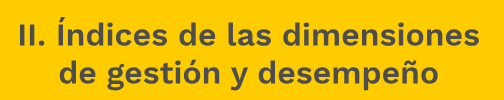 II. Índices de las dimensiones
de gestión y desempeño